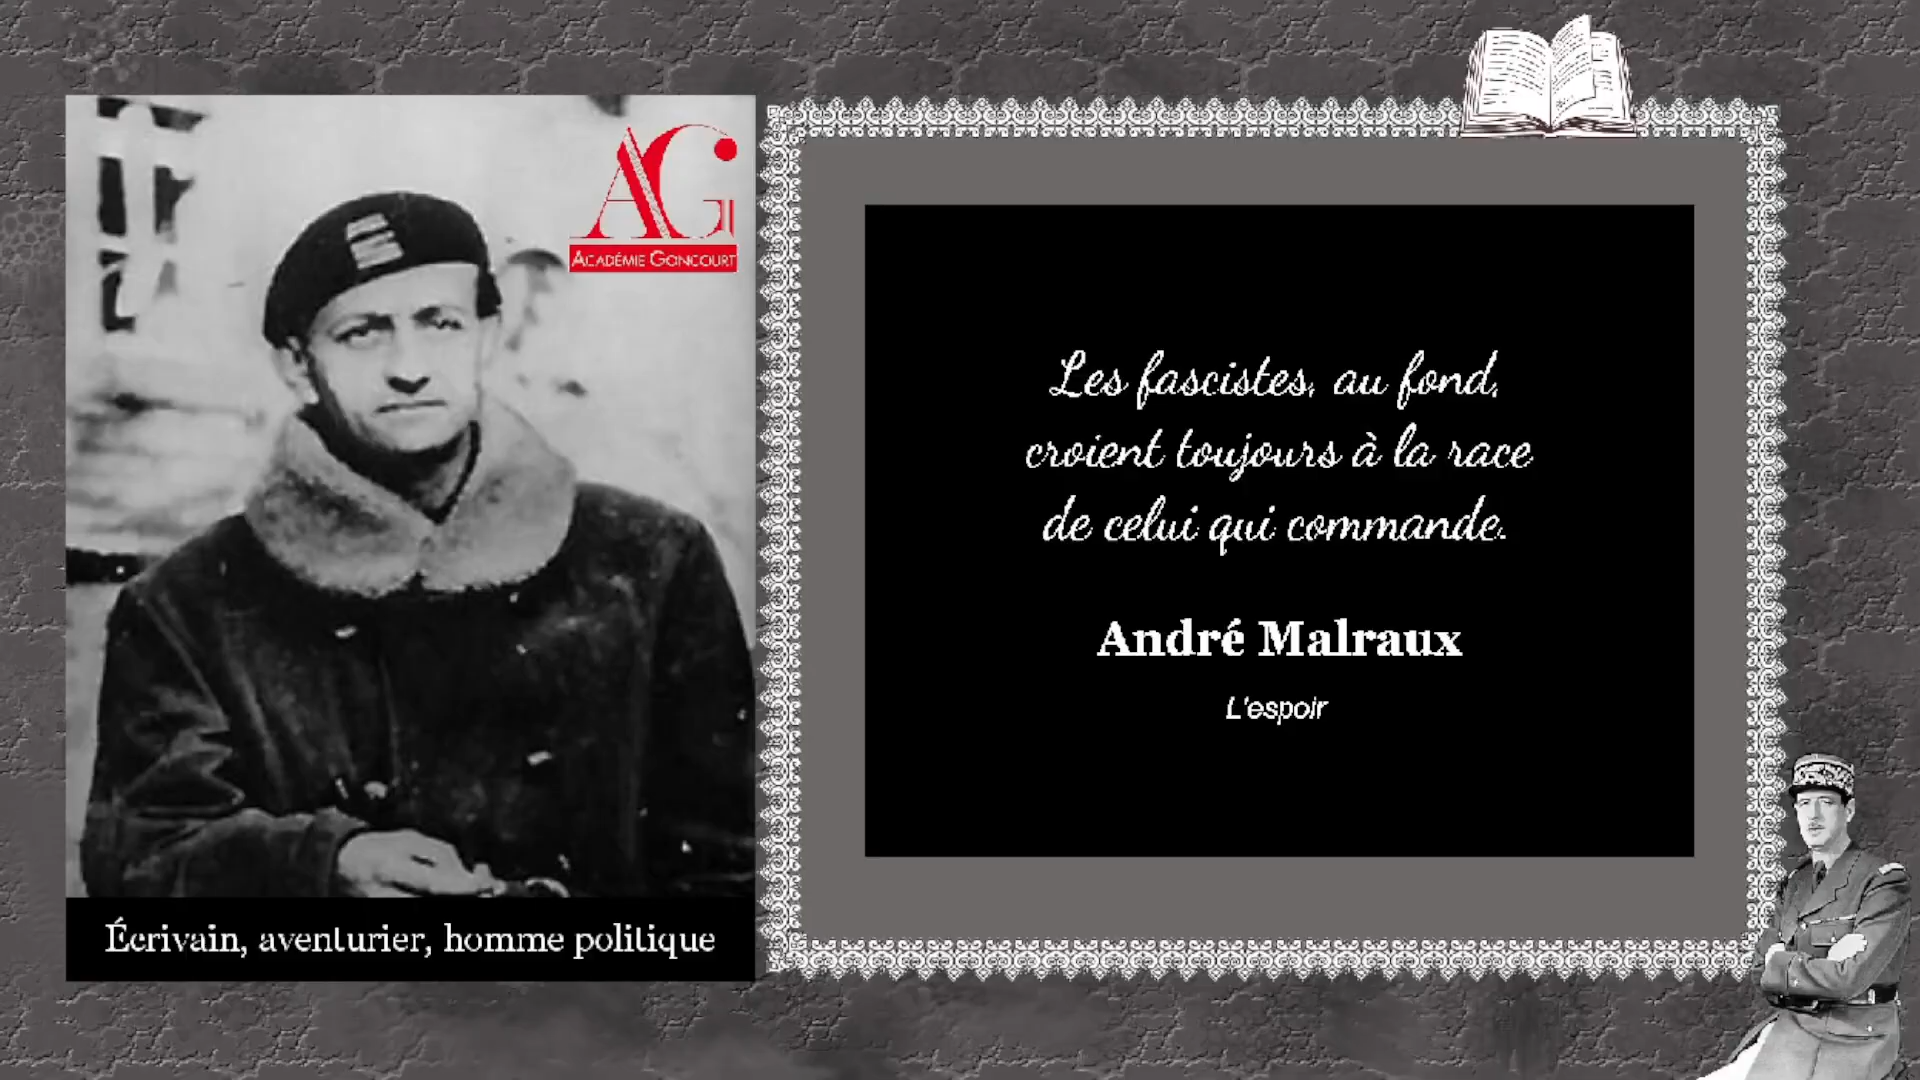 AG
ACADÉMIE GONCOURT
Écrivain, aventurier, homme politique
Les fascistes, au fond,
croient toujours à la race
de celui qui commande.
André Malraux
L'espoir